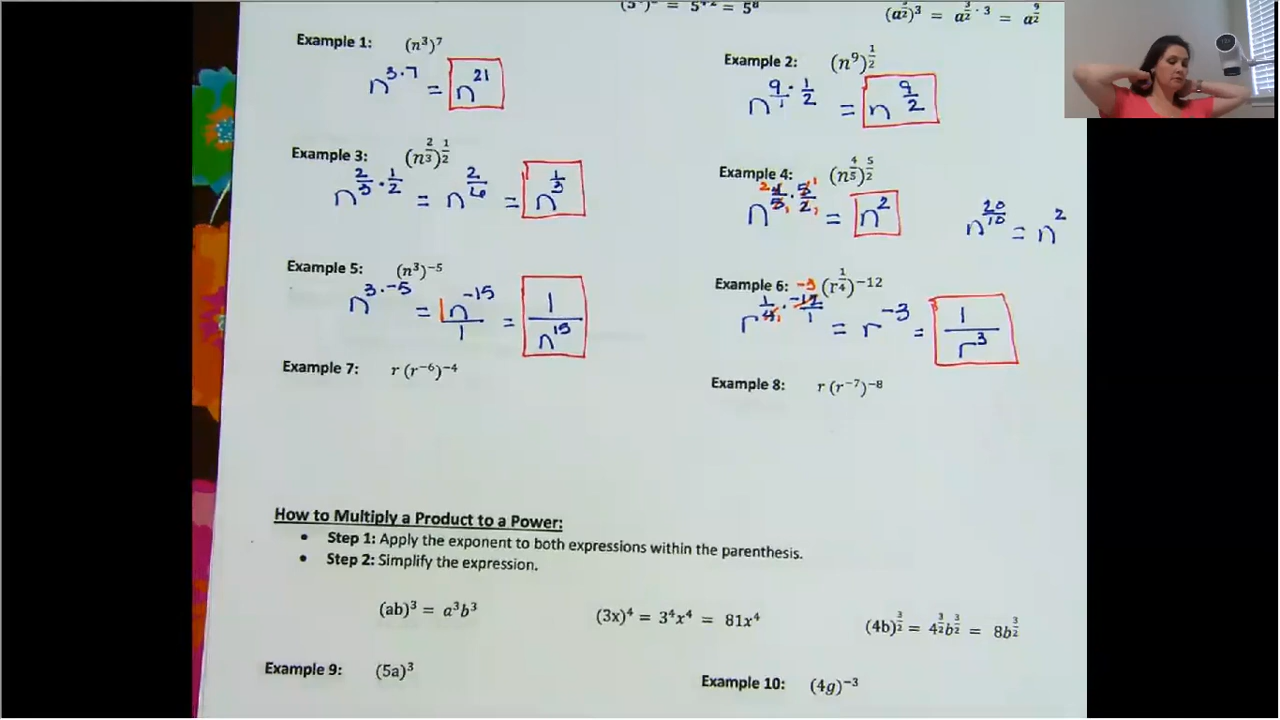 (5⁴)² = 5⁴·² = 5⁸
(a^(3/2))³ = a^(3/2 · 3) = a^(9/2)
Example 1: (n³)⁷
n^(3·7) = n²¹
Example 2: (n⁹)^(1/2)
n^(9/1 · 1/2) = n^(9/2)
Example 3: (n^(2/3))^(1/2)
n^(2/3 · 1/2) = n^(2/6) = n^(1/3)
Example 4: (n^(4/5))^(5/2)
n^(4/5 · 5/2) = n² n^(20/10) = n²
Example 5: (n³)⁻⁵
n^(3·-5) = 1n⁻¹⁵/1 = 1/n¹⁵
Example 6: -3 (r^(1/4))⁻¹²
r^(1/4 · -12/1) = r⁻³ = 1/r³
Example 7: r (r⁻⁶)⁻⁴
Example 8: r (r⁻⁷)⁻⁸
How to Multiply a Product to a Power:
• Step 1: Apply the exponent to both expressions within the parenthesis.
• Step 2: Simplify the expression.
(ab)³ = a³b³
(3x)⁴ = 3⁴x⁴ = 81x⁴
(4b)^(3/2) = 4^(3/2)b^(3/2) = 8b^(3/2)
Example 9: (5a)³
Example 10: (4g)⁻³